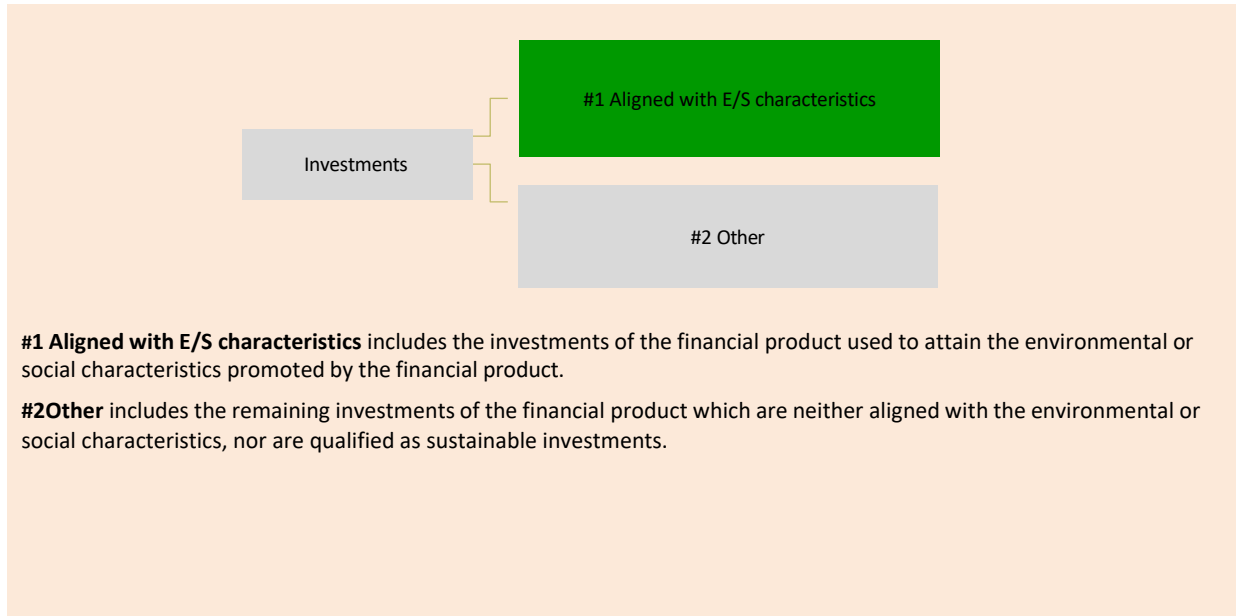 #1 Aligned with E/S characteristics
Investments
#2 Other
#1 Aligned with E/S characteristics includes the investments of the financial product used to attain the environmental or
social characteristics promoted by the financial product.
#2Other includes the remaining investments of the financial product which are neither aligned with the environmental or
social characteristics, nor are qualified as sustainable investments.